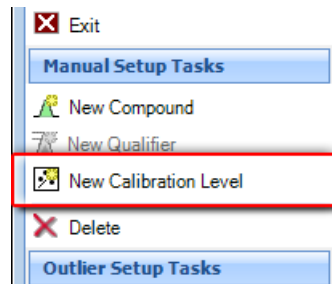 Exit
Manual Setup Tasks
New Compound
New Qualifier
New Calibration Level
Delete
Outlier Setup Tasks